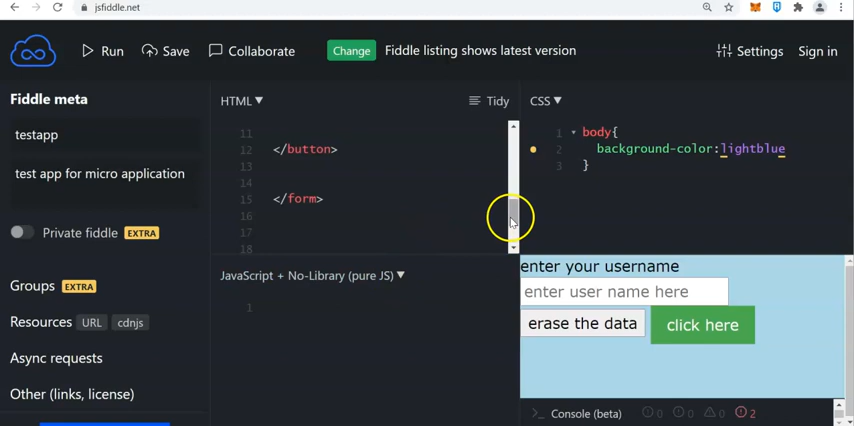 jsfiddle.net
Run Save Collaborate Change Fiddle listing shows latest version Settings Sign in
Fiddle meta
testapp
test app for micro application
Private fiddle EXTRA
Groups EXTRA
Resources URL cdnjs
Async requests
Other (links, license)
HTML Tidy
11
12 </button>
13
14
15 </form>
16
17
18
CSS
1 body{
2 background-color:lightblue
3 }
JavaScript + No-Library (pure JS)
1
enter your username
enter user name here
erase the data click here
>_ Console (beta) 0 0 0 2